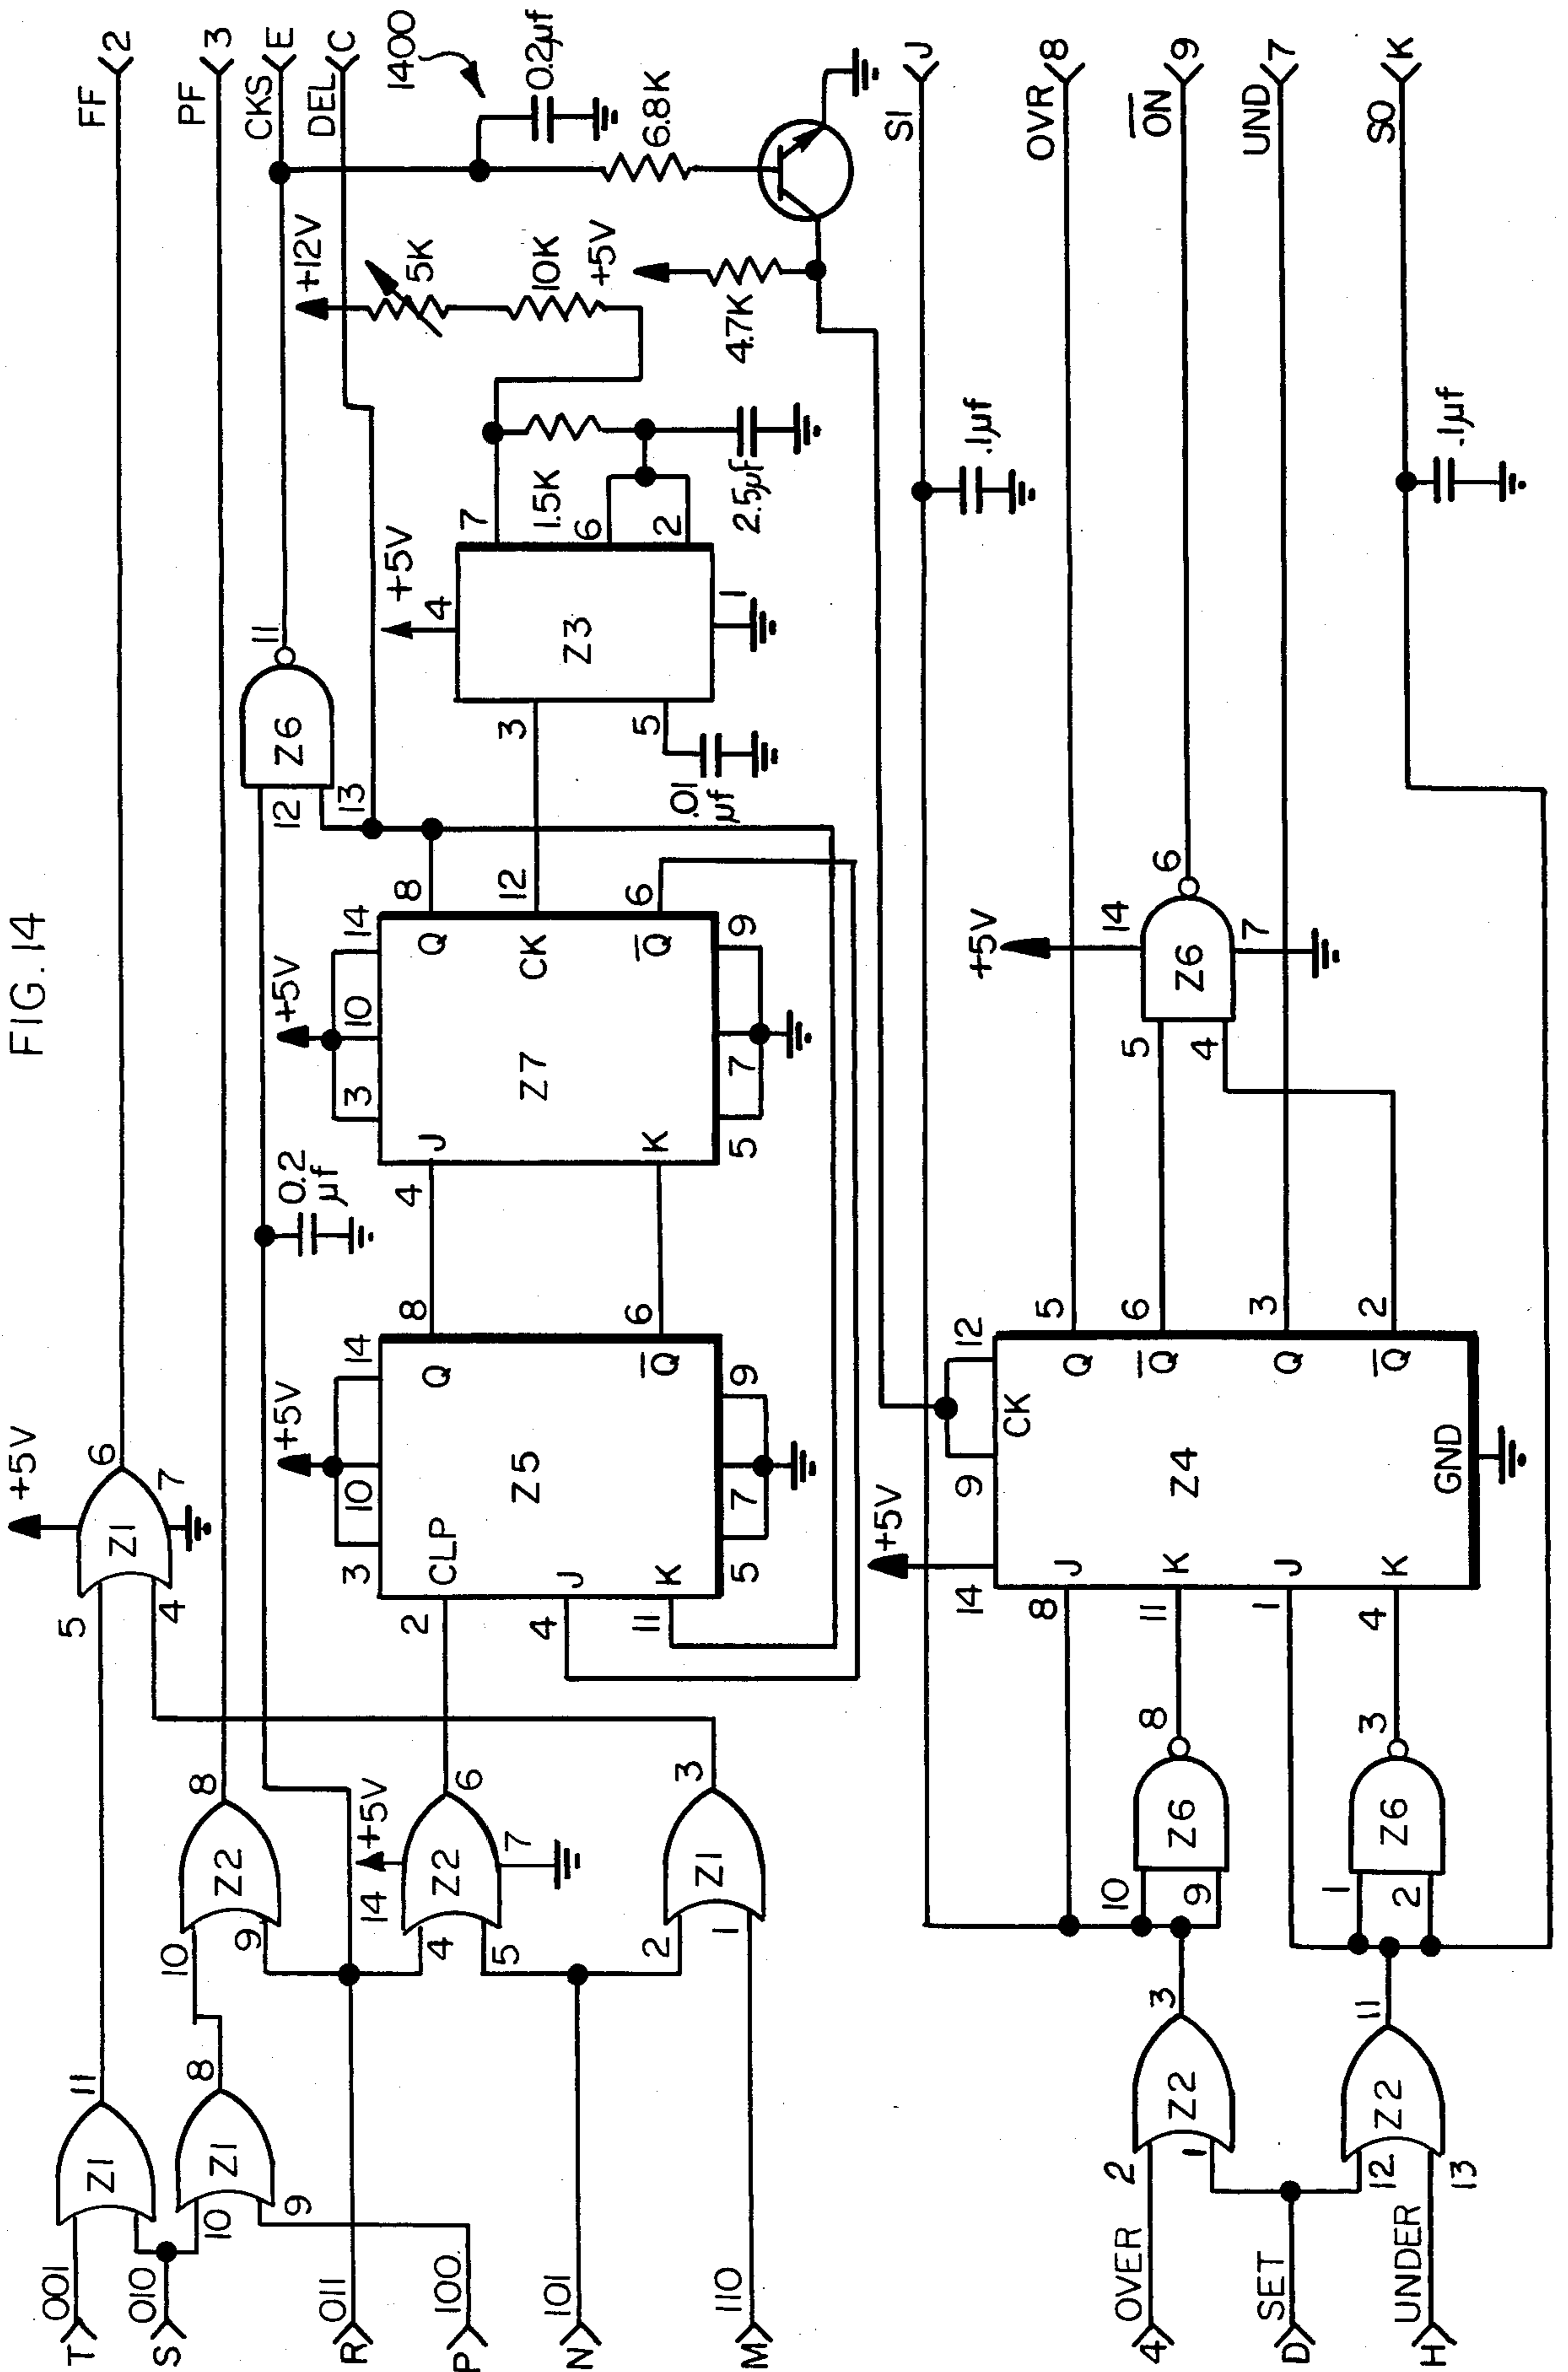 FIG. 14
+5V
T
001
Z1
11
5
4
Z1
6
7
FF
2
S
010
10
9
Z1
8
10
9
Z2
8
PF
3
0.2
µf
12
13
Z6
11
CKS
E
DEL
C
R
011
P
100
N
101
M
110
14
+5V
4
5
Z2
6
7
2
1
Z1
3
+5V
3
10
14
2
CLP
Q
8
Z5
4
J
11
K
Q
6
5
7
9
+5V
3
10
14
4
J
Q
8
Z7
CK
12
K
Q
6
5
7
9
+5V
4
3
5
Z3
7
6
2
1
.01
µf
1.5K
2.5µF
+12V
5K
10K
+5V
4.7K
1400
0.2µf
6.8K
SI
J
.1µf
4
OVER
2
1
Z2
3
D
SET
H
UNDER
12
13
Z2
11
10
9
Z6
8
1
2
Z6
3
+5V
14
9
CK
12
8
J
Q
5
11
K
Q
6
Z4
1
J
Q
3
4
K
Q
2
GND
+5V
14
5
4
Z6
6
7
OVR
8
ON
9
UND
7
SO
K
.1µf